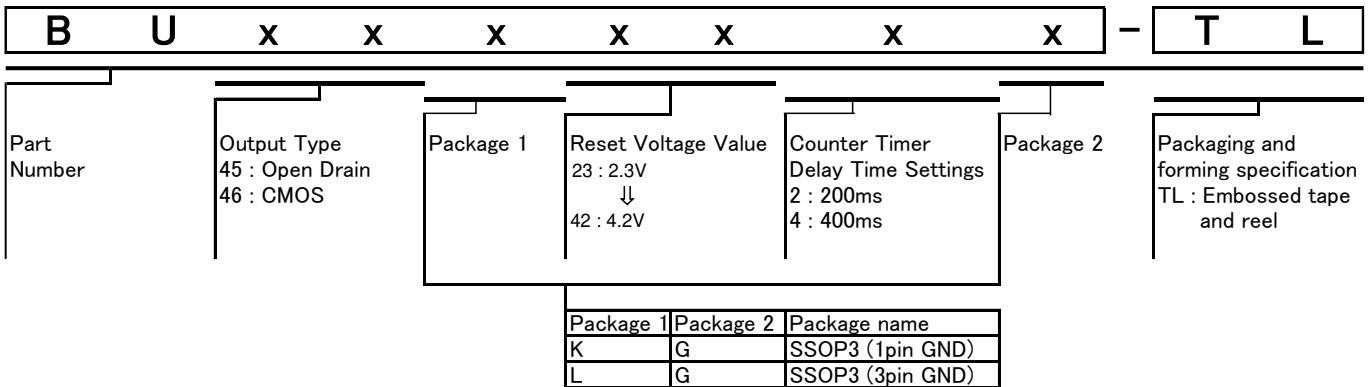 B U x x x x x x x - T L
Part Number
Output Type
45 : Open Drain
46 : CMOS
Package 1
Reset Voltage Value
23 : 2.3V
⇓
42 : 4.2V
Counter Timer
Delay Time Settings
2 : 200ms
4 : 400ms
Package 2
Packaging and
forming specification
TL : Embossed tape
and reel
Package 1 Package 2 Package name
K G SSOP3 (1pin GND)
L G SSOP3 (3pin GND)